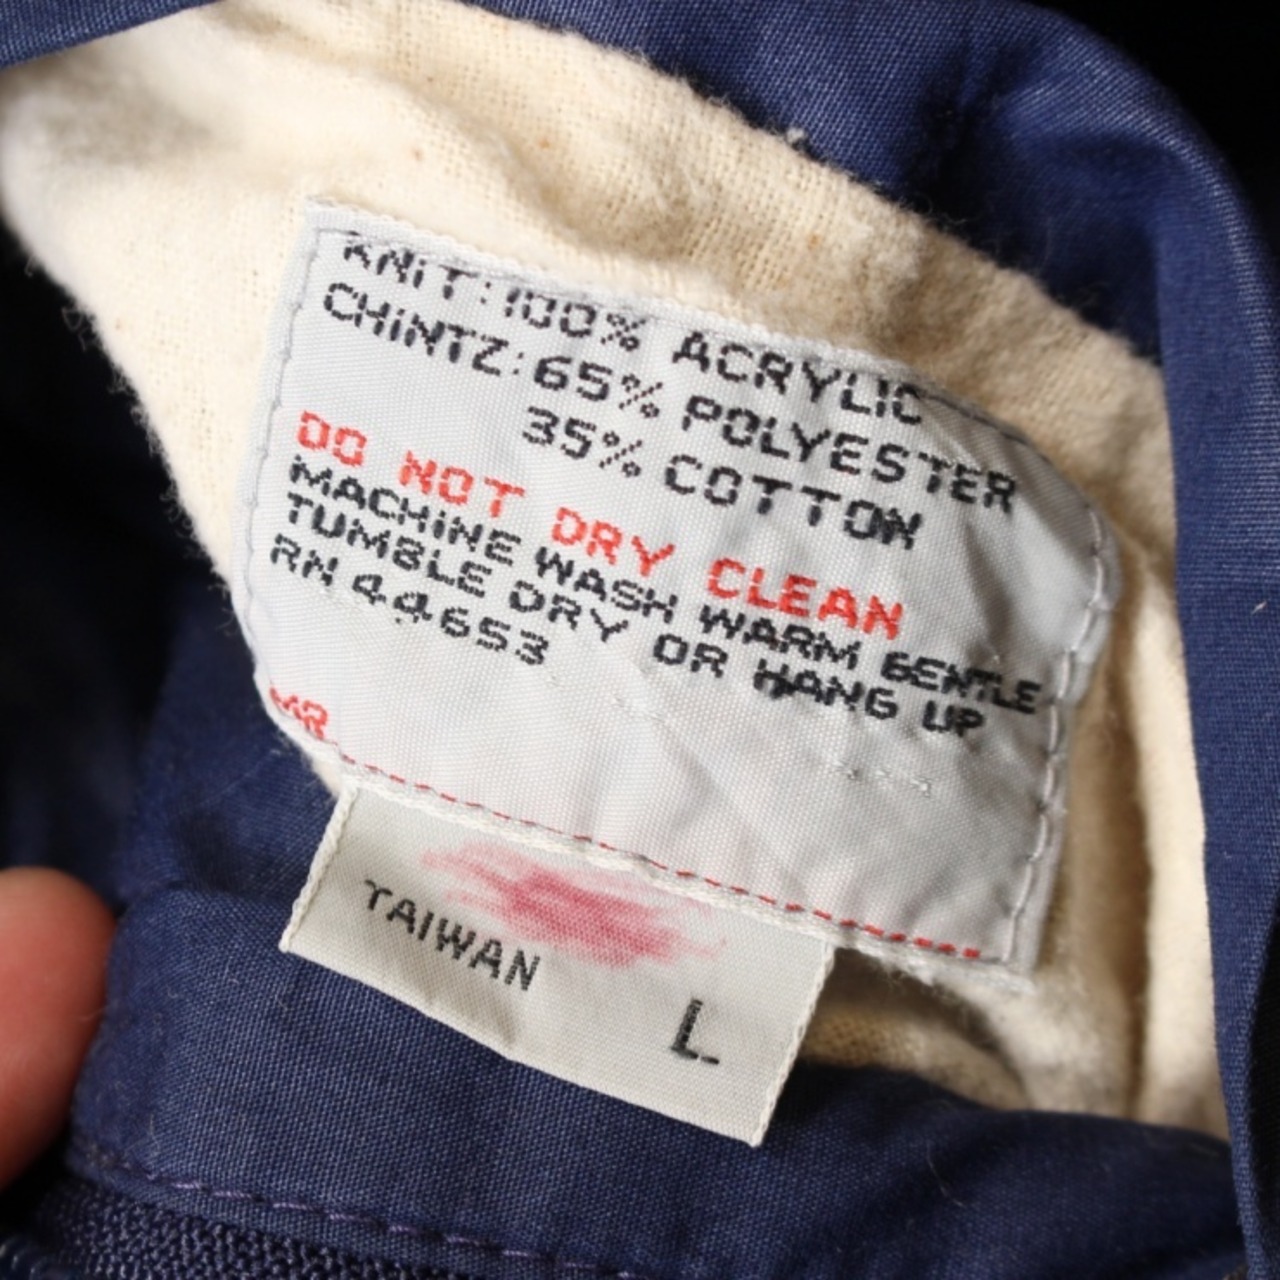 KNIT: 100% ACRYLIC
CHINTZ: 65% POLYESTER
35% COTTON
DO NOT DRY CLEAN
MACHINE WASH WARM GENTLE
TUMBLE DRY OR HANG UP
RN 44653
MR
TAIWAN
L